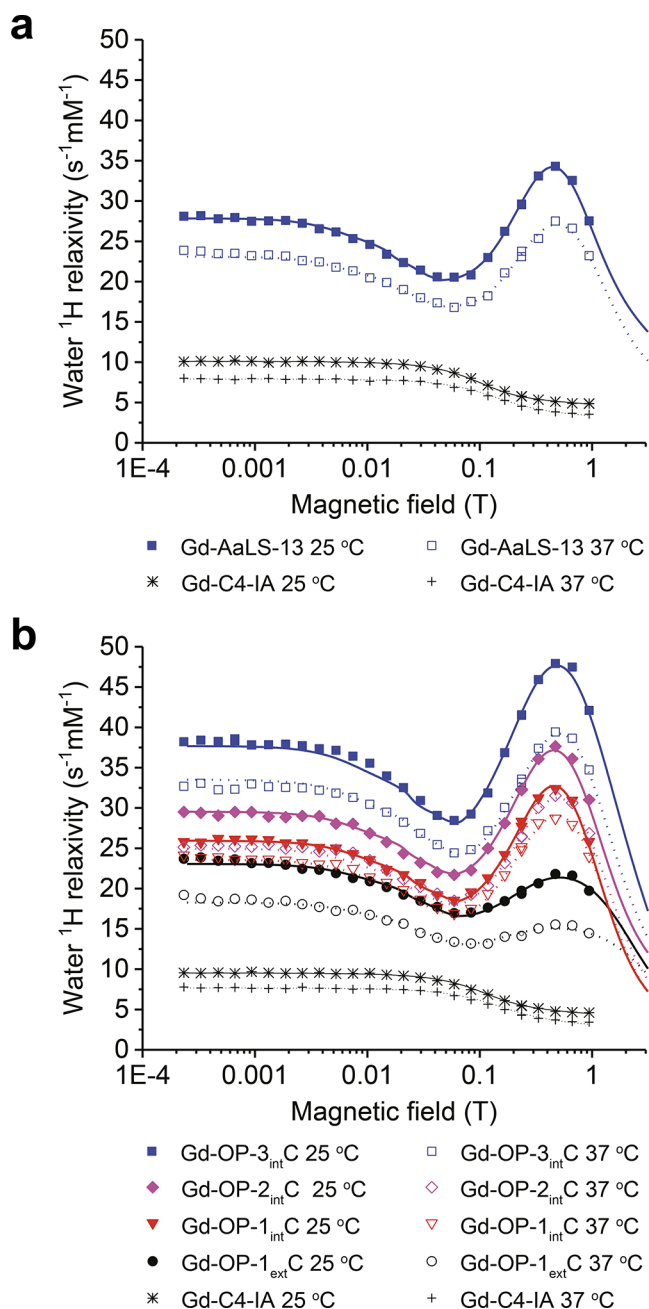 a
Water ¹H relaxivity (s⁻¹mM⁻¹)
50
45
40
35
30
25
20
15
10
5
0
1E-4 0.001 0.01 0.1 1
Magnetic field (T)
Gd-AaLS-13 25 °C Gd-AaLS-13 37 °C
Gd-C4-IA 25 °C Gd-C4-IA 37 °C
b
Water ¹H relaxivity (s⁻¹mM⁻¹)
50
45
40
35
30
25
20
15
10
5
0
1E-4 0.001 0.01 0.1 1
Magnetic field (T)
Gd-OP-3intC 25 °C Gd-OP-3intC 37 °C
Gd-OP-2intC 25 °C Gd-OP-2intC 37 °C
Gd-OP-1intC 25 °C Gd-OP-1intC 37 °C
Gd-OP-1extC 25 °C Gd-OP-1extC 37 °C
Gd-C4-IA 25 °C Gd-C4-IA 37 °C